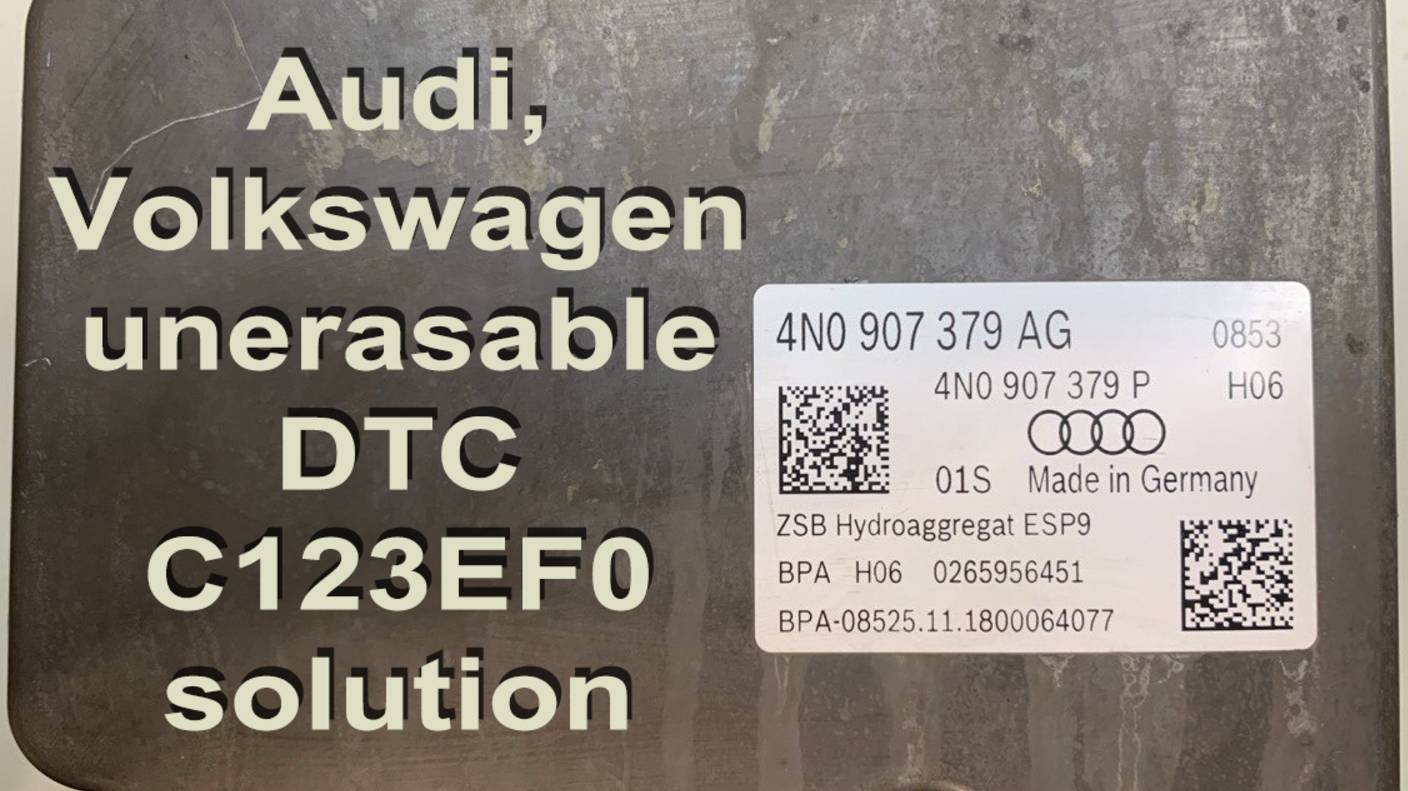 Audi,
Volkswagen
unerasable
DTC
C123EF0
solution
4N0 907 379 AG 0853
4N0 907 379 P H06
01S Made in Germany
ZSB Hydroaggregat ESP9
BPA H06 0265956451
BPA-08525.11.1800064077